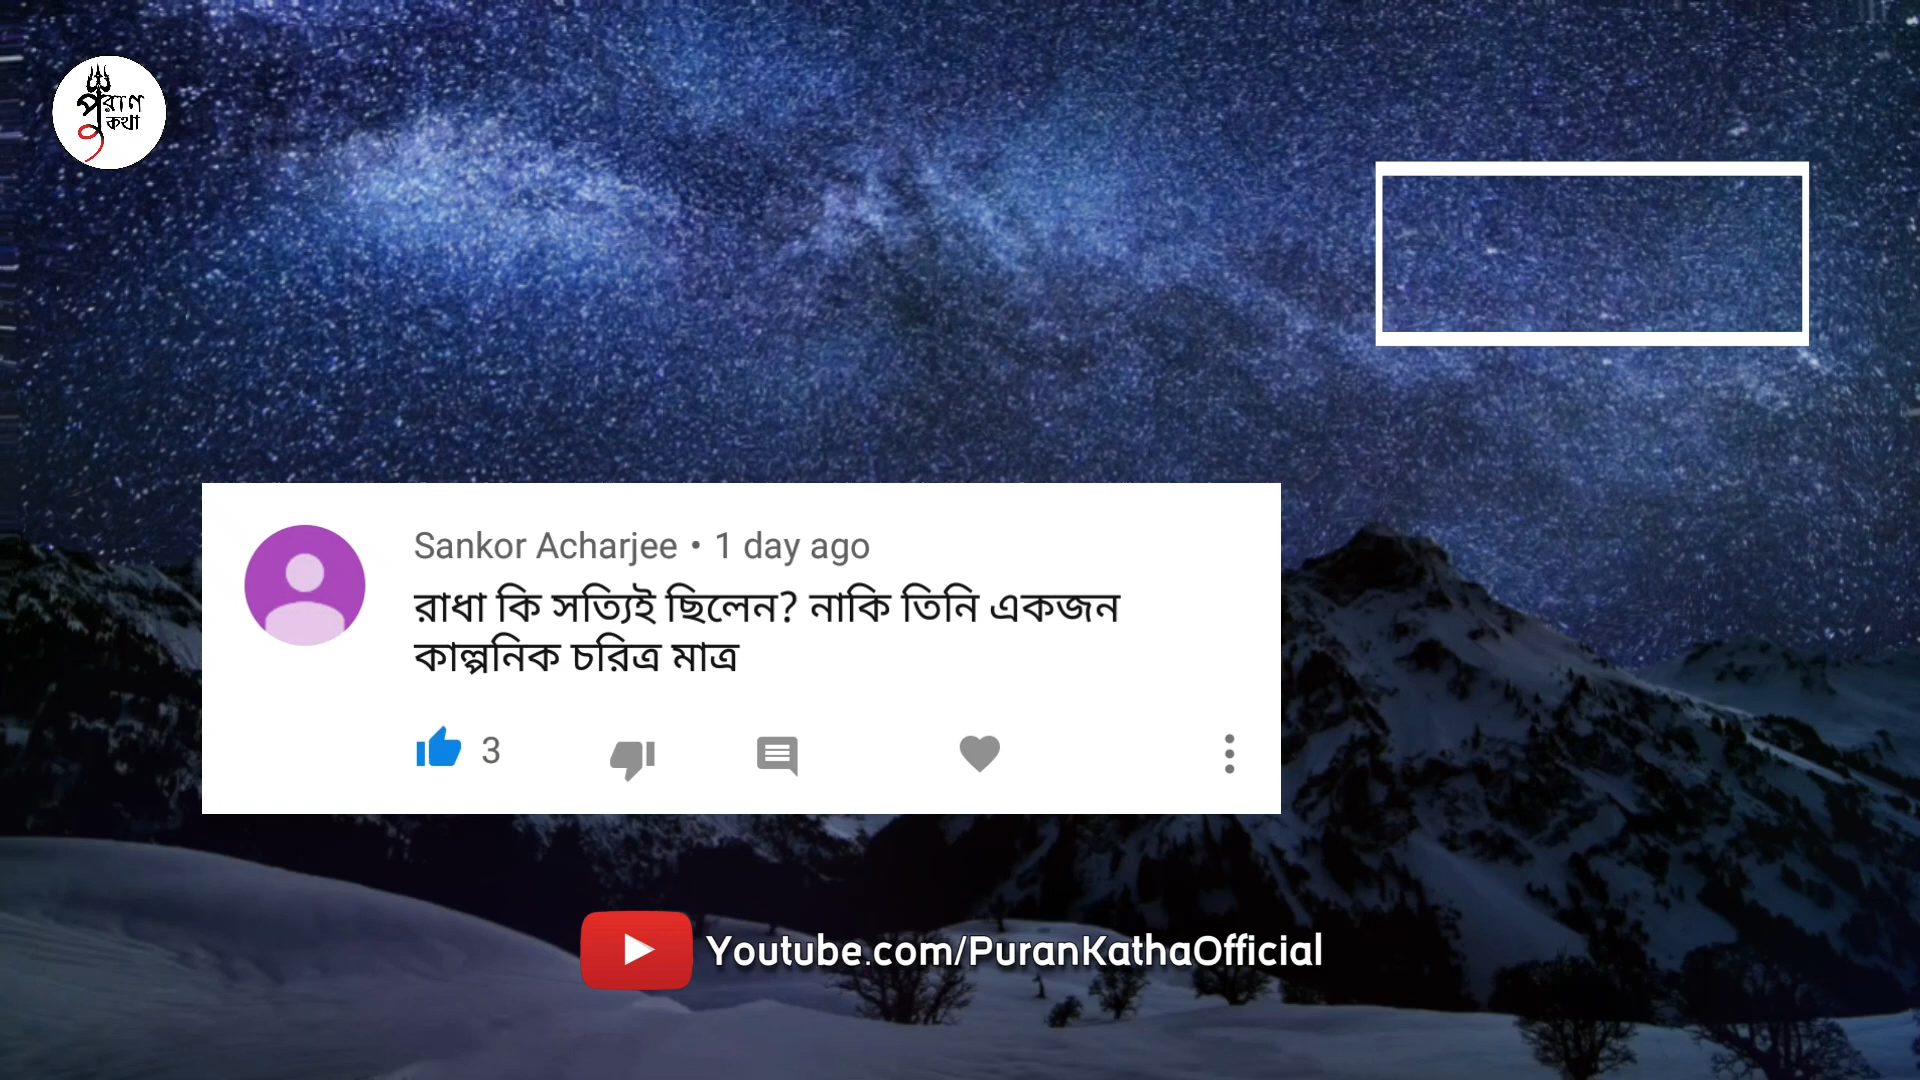 পুরাণ
কথা
Sankor Acharjee • 1 day ago
রাধা কি সত্যিই ছিলেন? নাকি তিনি একজন
কাল্পনিক চরিত্র মাত্র
3
Youtube.com/PuranKathaOfficial